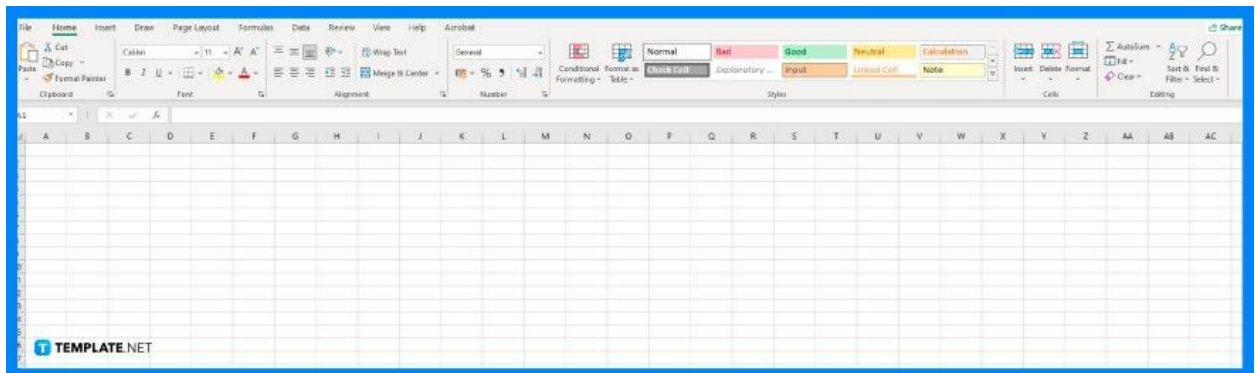 File Home Insert Draw Page Layout Formulas Data Review View Help Acrobat Share
Cut
Copy
Paste
Format Painter
Clipboard
Calibri 11 A A
B I U A
Font
Wrap Text
Merge & Center
Alignment
General
% 9
Number
Conditional Formatting
Format as Table
Normal Bad Good Neutral Calculation
Check Cell Explanatory ... Input Linked Cell Note
Styles
Insert Delete Format
Cells
AutoSum
Fill
Clear
Sort & Filter
Find & Select
Editing
A1 fx
A B C D E F G H I J K L M N O P Q R S T U V W X Y Z AA AB AC
TEMPLATE.NET